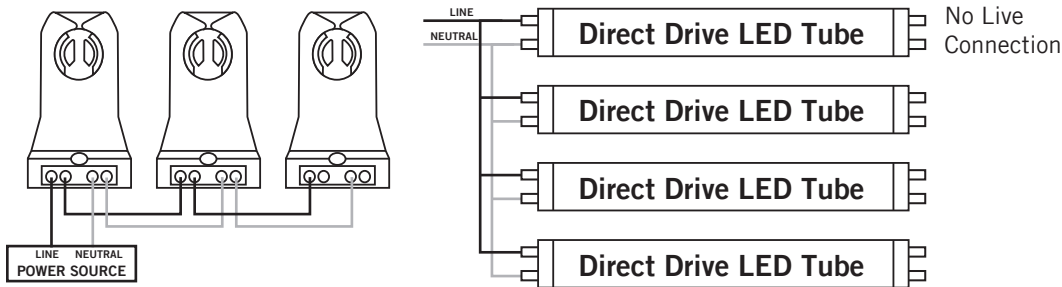 LINE NEUTRAL
POWER SOURCE
LINE
NEUTRAL
Direct Drive LED Tube
No Live
Connection
Direct Drive LED Tube
Direct Drive LED Tube
Direct Drive LED Tube